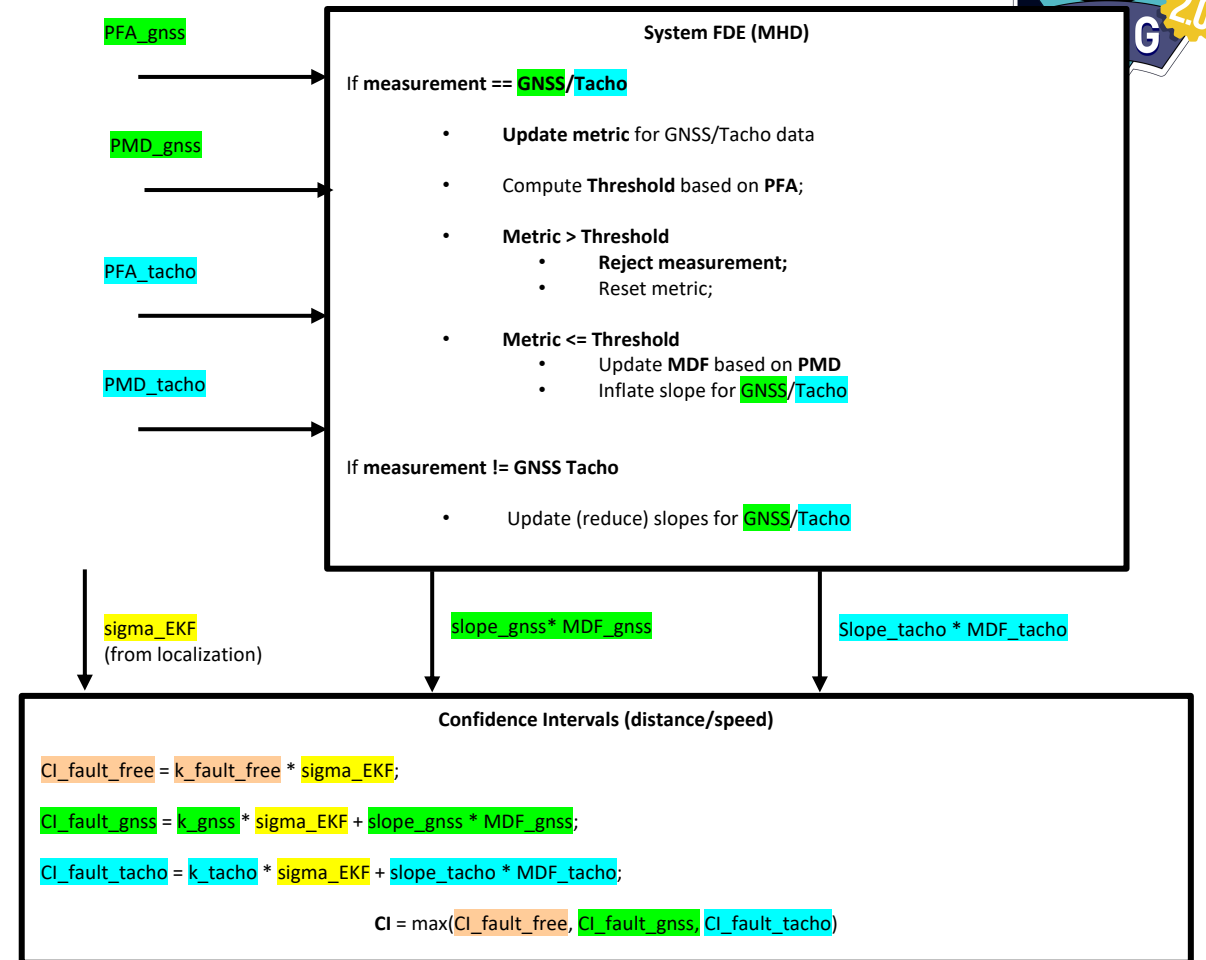 PFA_gnss
PMD_gnss
PFA_tacho
PMD_tacho
System FDE (MHD)
If measurement == GNSS/Tacho
• Update metric for GNSS/Tacho data
• Compute Threshold based on PFA;
• Metric > Threshold
• Reject measurement;
• Reset metric;
• Metric <= Threshold
• Update MDF based on PMD
• Inflate slope for GNSS/Tacho
If measurement != GNSS Tacho
• Update (reduce) slopes for GNSS/Tacho
G
2.0
sigma_EKF
(from localization)
slope_gnss* MDF_gnss
Slope_tacho * MDF_tacho
Confidence Intervals (distance/speed)
CI_fault_free = k_fault_free * sigma_EKF;
CI_fault_gnss = k_gnss * sigma_EKF + slope_gnss * MDF_gnss;
CI_fault_tacho = k_tacho * sigma_EKF + slope_tacho * MDF_tacho;
CI = max(CI_fault_free, CI_fault_gnss, CI_fault_tacho)